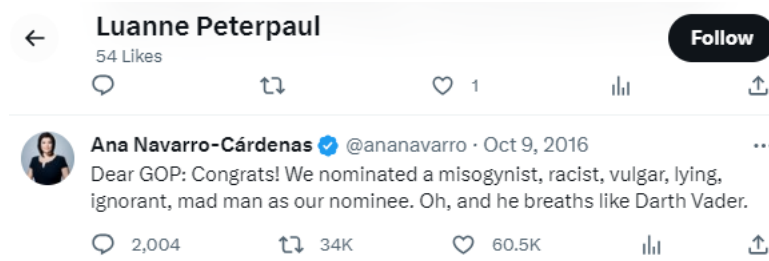 Luanne Peterpaul
Follow
54 Likes
1
Ana Navarro-Cárdenas @ananavarro · Oct 9, 2016
Dear GOP: Congrats! We nominated a misogynist, racist, vulgar, lying,
ignorant, mad man as our nominee. Oh, and he breaths like Darth Vader.
2,004 34K 60.5K